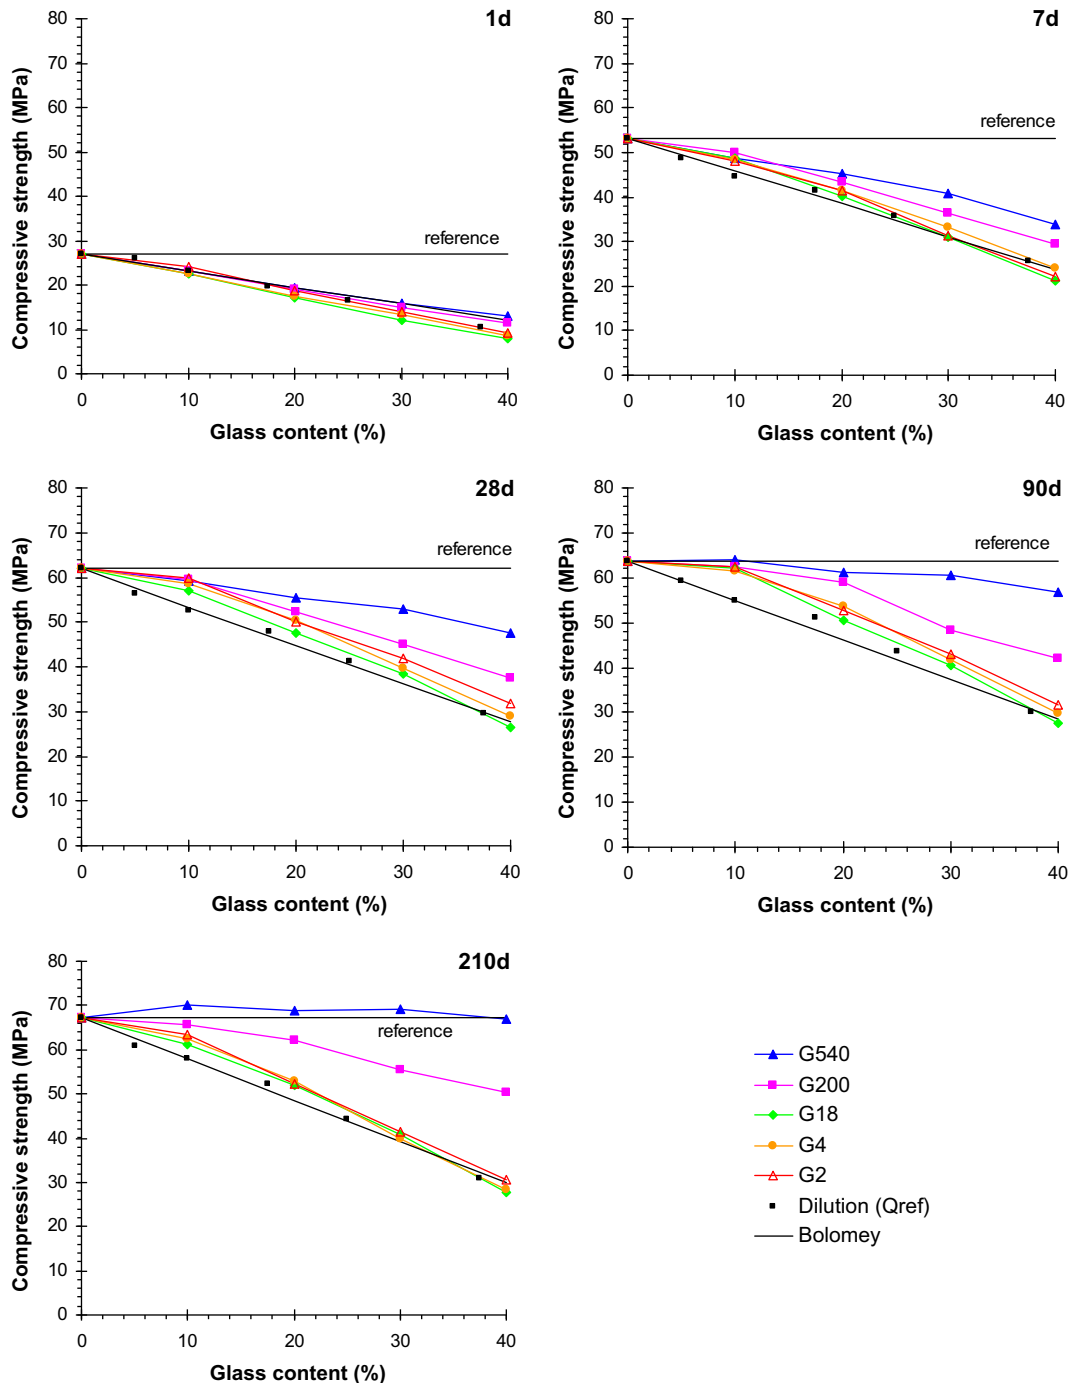 1d
80
70
60
50
40
30
20
10
0
Compressive strength (MPa)
reference
0 10 20 30 40
Glass content (%)
7d
80
70
60
50
40
30
20
10
0
Compressive strength (MPa)
reference
0 10 20 30 40
Glass content (%)
28d
80
70
60
50
40
30
20
10
0
Compressive strength (MPa)
reference
0 10 20 30 40
Glass content (%)
90d
80
70
60
50
40
30
20
10
0
Compressive strength (MPa)
reference
0 10 20 30 40
Glass content (%)
210d
80
70
60
50
40
30
20
10
0
Compressive strength (MPa)
reference
0 10 20 30 40
Glass content (%)
G540
G200
G18
G4
G2
Dilution (Qref)
Bolomey